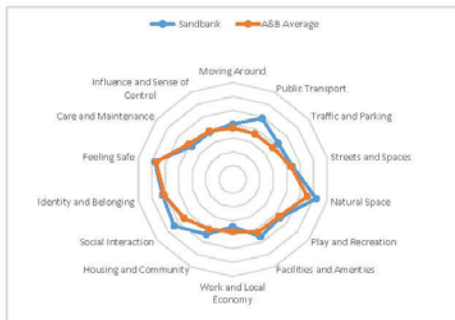 Sandbank
A&B Average
Moving Around
Influence and Sense of
Control
Public Transport
Care and Maintenance
Traffic and Parking
Feeling Safe
Streets and Spaces
Identity and Belonging
Natural Space
Social Interaction
Play and Recreation
Housing and Community
Facilities and Amenties
Work and Local
Economy